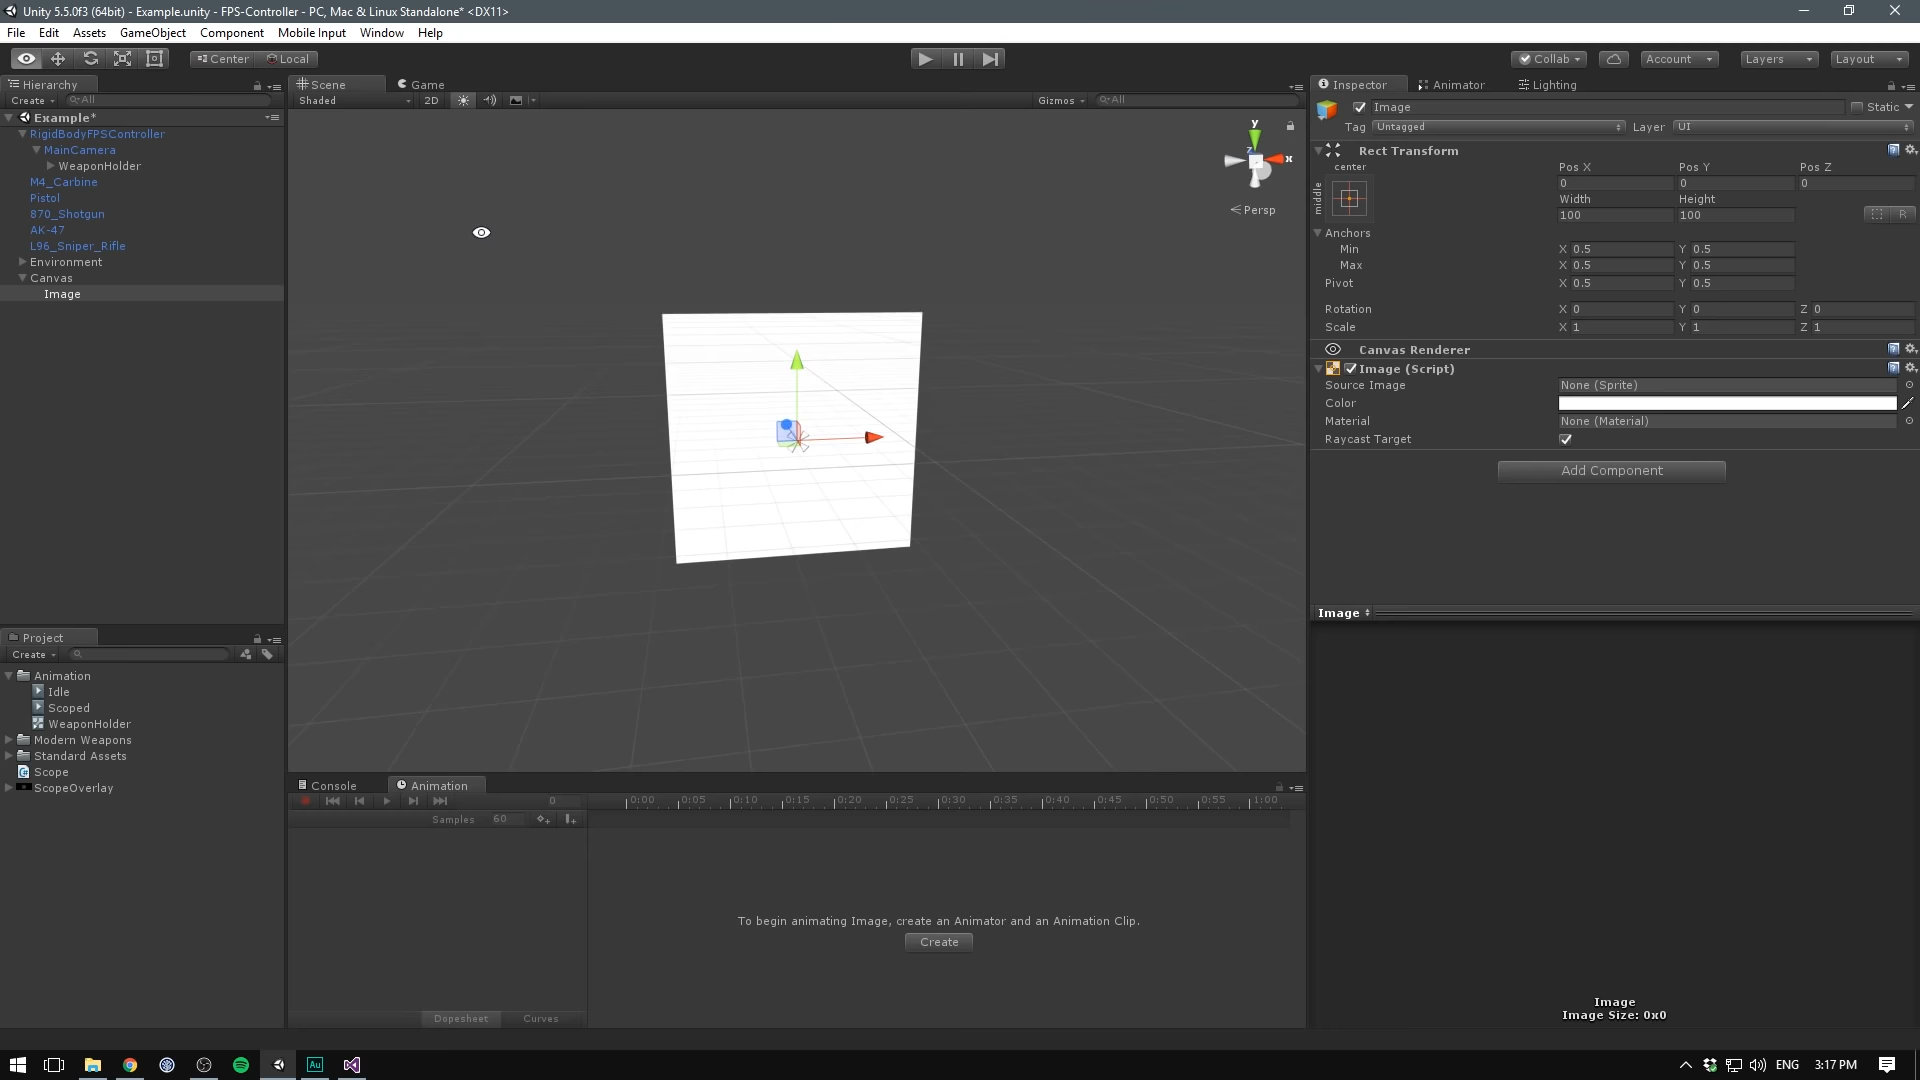 Unity 5.5.0f3 (64bit) - Example.unity - FPS-Controller - PC, Mac & Linux Standalone* <DX11>
File Edit Assets GameObject Component Mobile Input Window Help
Center Local Collab Account Layers Layout
Hierarchy
Create All
Example*
RigidBodyFPSController
MainCamera
WeaponHolder
M4_Carbine
Pistol
870_Shotgun
AK-47
L96_Sniper_Rifle
Environment
Canvas
Image
Scene Game
Shaded 2D Gizmos All
y
z x
Persp
Project
Create
Animation
Idle
Scoped
WeaponHolder
Modern Weapons
Standard Assets
Scope
ScopeOverlay
Console Animation
0 0:00 0:05 0:10 0:15 0:20 0:25 0:30 0:35 0:40 0:45 0:50 0:55 1:00
Samples 60
To begin animating Image, create an Animator and an Animation Clip.
Create
Dopesheet Curves
Inspector Animator Lighting
Image Static
Tag Untagged Layer UI
Rect Transform
center Pos X Pos Y Pos Z
middle 0 0 0
Width Height
100 100 R
Anchors
Min X 0.5 Y 0.5
Max X 0.5 Y 0.5
Pivot X 0.5 Y 0.5
Rotation X 0 Y 0 Z 0
Scale X 1 Y 1 Z 1
Canvas Renderer
Image (Script)
Source Image None (Sprite)
Color
Material None (Material)
Raycast Target
Add Component
Image
Image
Image Size: 0x0
Au ENG 3:17 PM